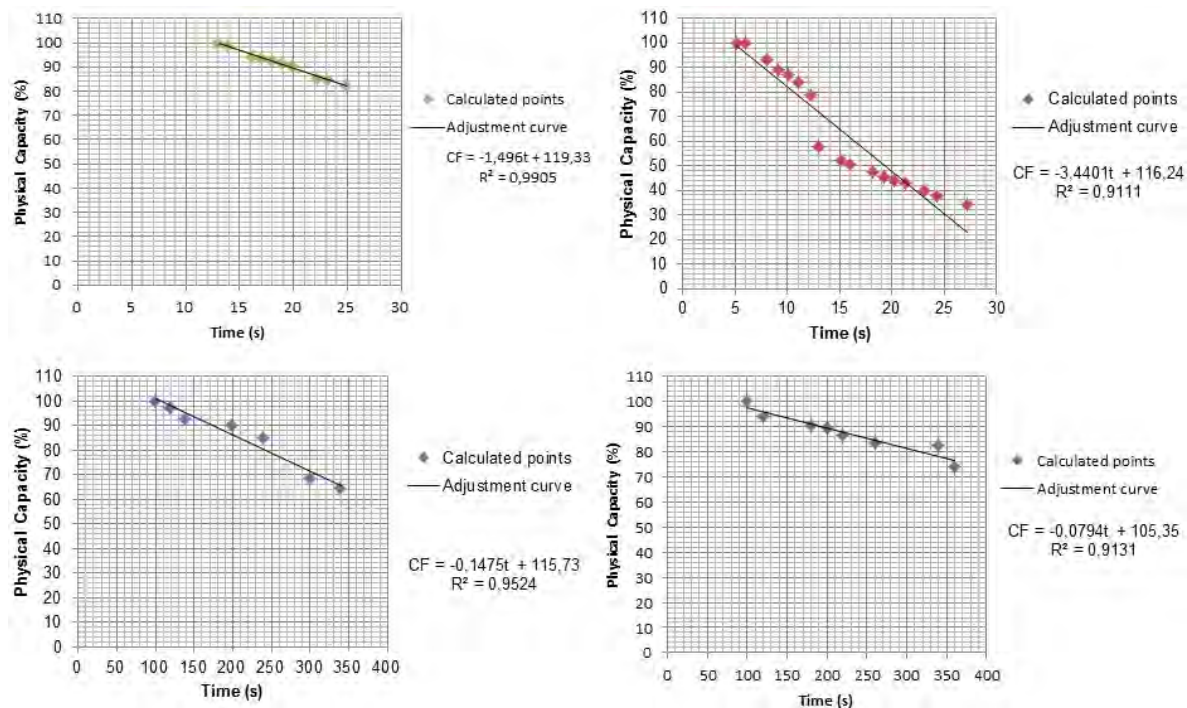 110
100
90
80
70
60
50
40
30
20
10
0
Physical Capacity (%)
0 5 10 15 20 25 30
Time (s)
Calculated points
Adjustment curve
CF = -1,496t + 119,33
R² = 0,9905
110
100
90
80
70
60
50
40
30
20
10
0
Physical Capacity (%)
0 5 10 15 20 25 30
Time (s)
Calculated points
Adjustment curve
CF = -3,4401t + 116,24
R² = 0,9111
110
100
90
80
70
60
50
40
30
20
10
0
Physical Capacity (%)
0 50 100 150 200 250 300 350 400
Time (s)
Calculated points
Adjustment curve
CF = -0,1475t + 115,73
R² = 0,9524
110
100
90
80
70
60
50
40
30
20
10
0
Physical Capacity (%)
0 50 100 150 200 250 300 350 400
Time (s)
Calculated points
Adjustment curve
CF = -0,0794t + 105,35
R² = 0,9131